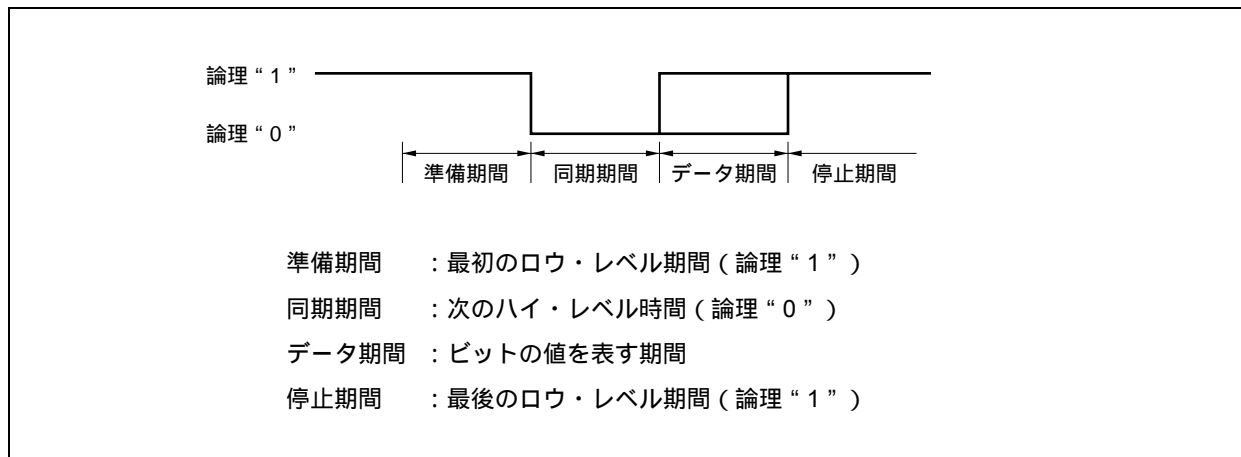 論理“1”
論理“0”
準備期間 同期期間 データ期間 停止期間
準備期間 :最初のロウ・レベル期間(論理“1”)
同期期間 :次のハイ・レベル時間(論理“0”)
データ期間 :ビットの値を表す期間
停止期間 :最後のロウ・レベル期間(論理“1”)